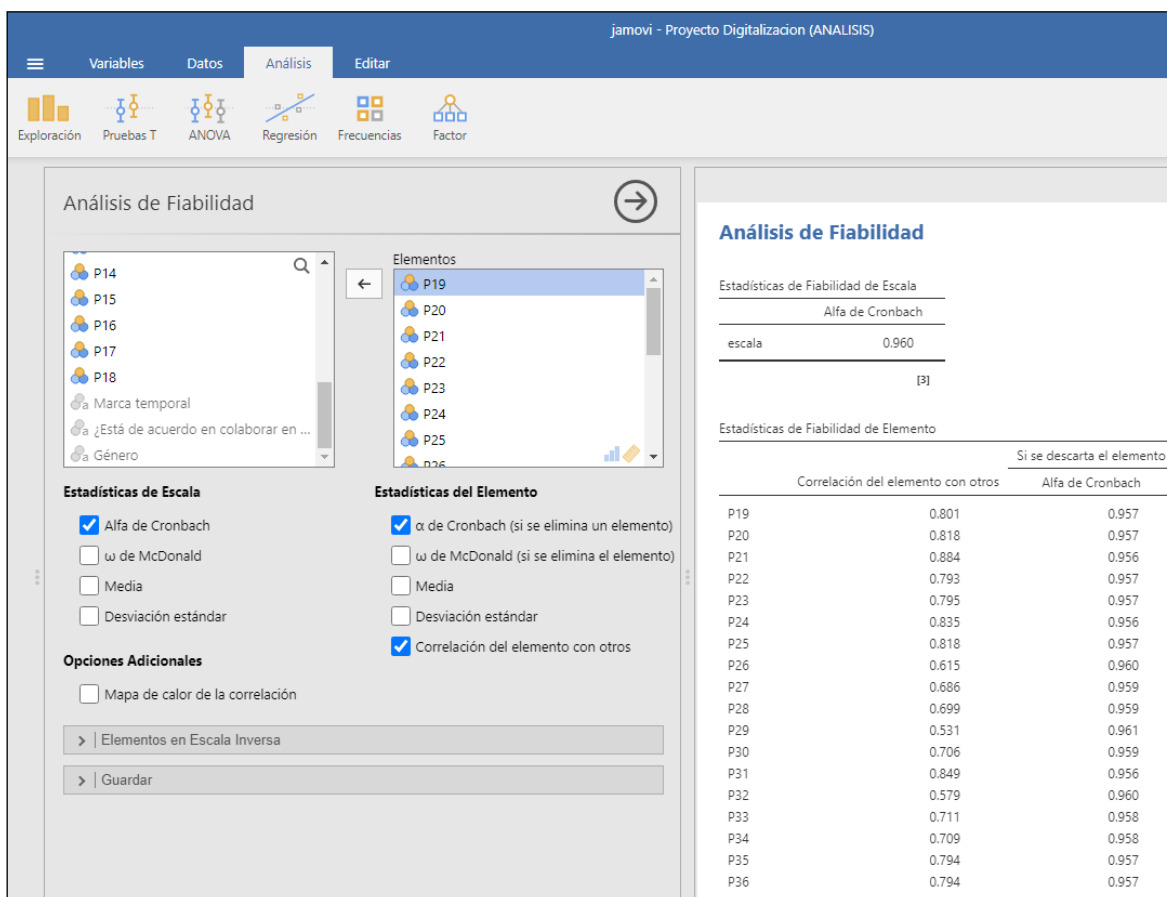 jamovi - Proyecto Digitalizacion (ANALISIS)
Variables Datos Análisis Editar
Exploración Pruebas T ANOVA Regresión Frecuencias Factor
Análisis de Fiabilidad
P14
P15
P16
P17
P18
a Marca temporal
a ¿Está de acuerdo en colaborar en ...
a Género
Elementos
P19
P20
P21
P22
P23
P24
P25
P26
Estadísticas de Escala
Alfa de Cronbach
ω de McDonald
Media
Desviación estándar
Estadísticas del Elemento
α de Cronbach (si se elimina un elemento)
ω de McDonald (si se elimina el elemento)
Media
Desviación estándar
Correlación del elemento con otros
Opciones Adicionales
Mapa de calor de la correlación
Elementos en Escala Inversa
Guardar
Análisis de Fiabilidad
Estadísticas de Fiabilidad de Escala
Alfa de Cronbach
escala 0.960
[3]
Estadísticas de Fiabilidad de Elemento
Si se descarta el elemento
Correlación del elemento con otros Alfa de Cronbach
P19 0.801 0.957
P20 0.818 0.957
P21 0.884 0.956
P22 0.793 0.957
P23 0.795 0.957
P24 0.835 0.956
P25 0.818 0.957
P26 0.615 0.960
P27 0.686 0.959
P28 0.699 0.959
P29 0.531 0.961
P30 0.706 0.959
P31 0.849 0.956
P32 0.579 0.960
P33 0.711 0.958
P34 0.709 0.958
P35 0.794 0.957
P36 0.794 0.957